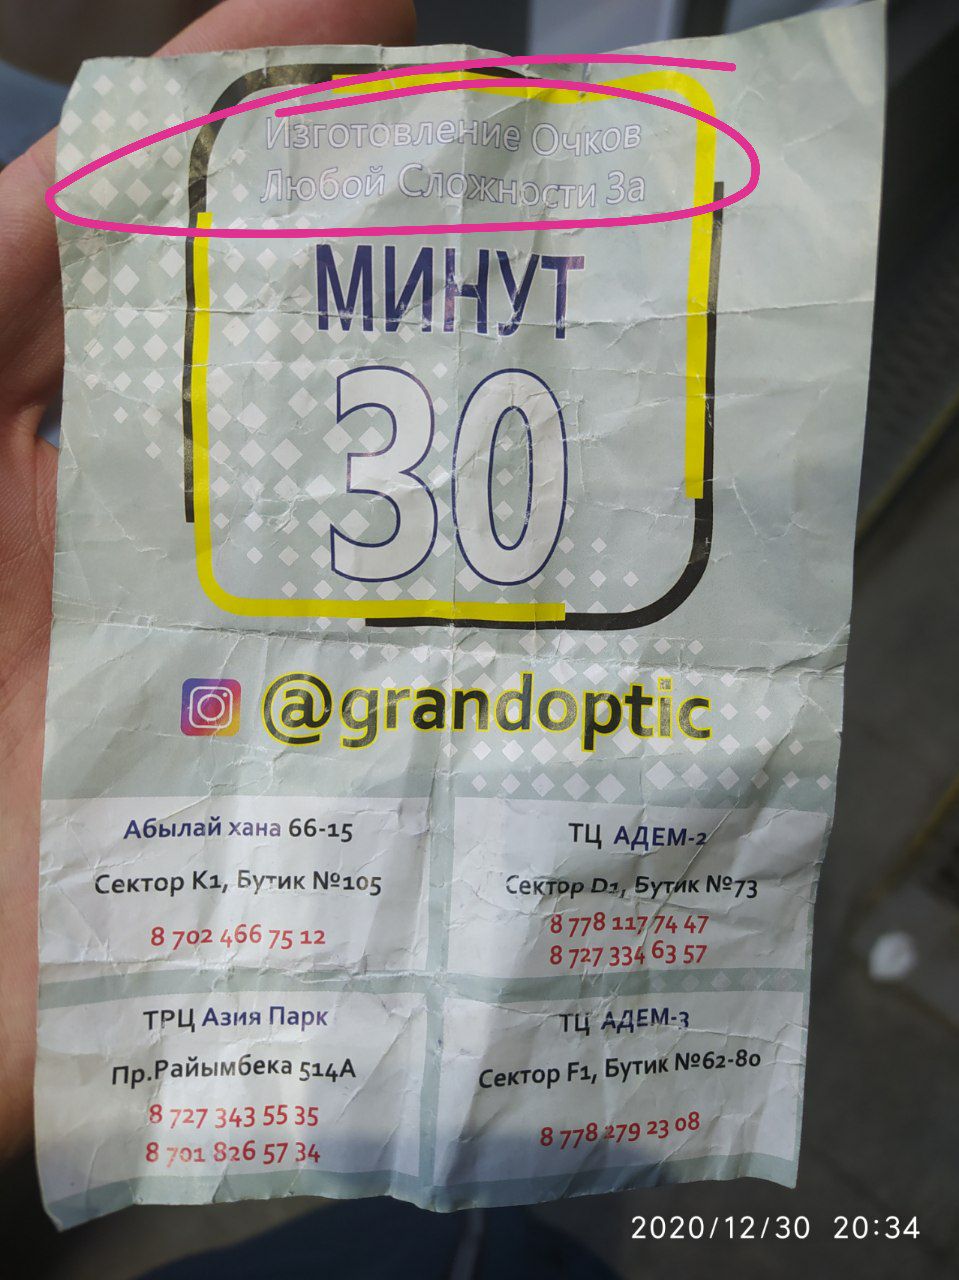 Изготовление Очков
Любой Сложности За
МИНУТ
30
@grandoptic
Абылай хана 66-15
Сектор К1, Бутик №105
8 702 466 75 12
ТЦ АДЕМ-2
Сектор D1, Бутик №73
8 778 117 74 47
8 727 334 63 57
ТРЦ Азия Парк
Пр.Райымбека 514А
8 727 343 55 35
8 701 826 57 34
ТЦ АДЕМ-3
Сектор F1, Бутик №62-80
8 778 279 23 08
2020/12/30 20:34